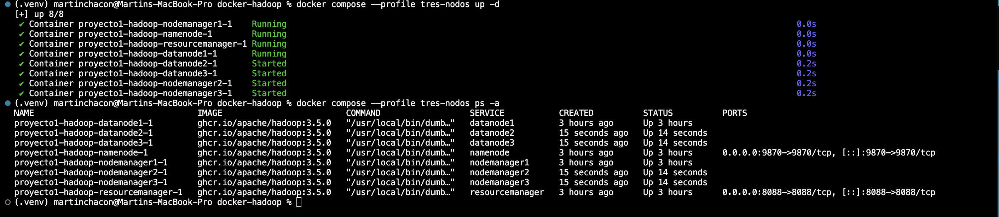 (.venv) martinchacon@Martins-MacBook-Pro docker-hadoop % docker compose --profile tres-nodos up -d
[+] up 8/8
✔ Container proyecto1-hadoop-nodemanager1-1 Running 0.0s
✔ Container proyecto1-hadoop-namenode-1 Running 0.0s
✔ Container proyecto1-hadoop-resourcemanager-1 Running 0.0s
✔ Container proyecto1-hadoop-datanode1-1 Running 0.0s
✔ Container proyecto1-hadoop-datanode2-1 Started 0.2s
✔ Container proyecto1-hadoop-datanode3-1 Started 0.2s
✔ Container proyecto1-hadoop-nodemanager2-1 Started 0.2s
✔ Container proyecto1-hadoop-nodemanager3-1 Started 0.2s
(.venv) martinchacon@Martins-MacBook-Pro docker-hadoop % docker compose --profile tres-nodos ps -a
NAME IMAGE COMMAND SERVICE CREATED STATUS PORTS
proyecto1-hadoop-datanode1-1 ghcr.io/apache/hadoop:3.5.0 "/usr/local/bin/dumb…" datanode1 3 hours ago Up 3 hours
proyecto1-hadoop-datanode2-1 ghcr.io/apache/hadoop:3.5.0 "/usr/local/bin/dumb…" datanode2 15 seconds ago Up 14 seconds
proyecto1-hadoop-datanode3-1 ghcr.io/apache/hadoop:3.5.0 "/usr/local/bin/dumb…" datanode3 15 seconds ago Up 14 seconds
proyecto1-hadoop-namenode-1 ghcr.io/apache/hadoop:3.5.0 "/usr/local/bin/dumb…" namenode 3 hours ago Up 3 hours 0.0.0.0:9870->9870/tcp, [::]:9870->9870/tcp
proyecto1-hadoop-nodemanager1-1 ghcr.io/apache/hadoop:3.5.0 "/usr/local/bin/dumb…" nodemanager1 3 hours ago Up 3 hours
proyecto1-hadoop-nodemanager2-1 ghcr.io/apache/hadoop:3.5.0 "/usr/local/bin/dumb…" nodemanager2 15 seconds ago Up 14 seconds
proyecto1-hadoop-nodemanager3-1 ghcr.io/apache/hadoop:3.5.0 "/usr/local/bin/dumb…" nodemanager3 15 seconds ago Up 14 seconds
proyecto1-hadoop-resourcemanager-1 ghcr.io/apache/hadoop:3.5.0 "/usr/local/bin/dumb…" resourcemanager 3 hours ago Up 3 hours 0.0.0.0:8088->8088/tcp, [::]:8088->8088/tcp
(.venv) martinchacon@Martins-MacBook-Pro docker-hadoop %